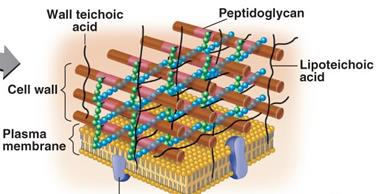 Wall teichoic
acid
Peptidoglycan
Lipoteichoic
acid
Cell wall
Plasma
membrane